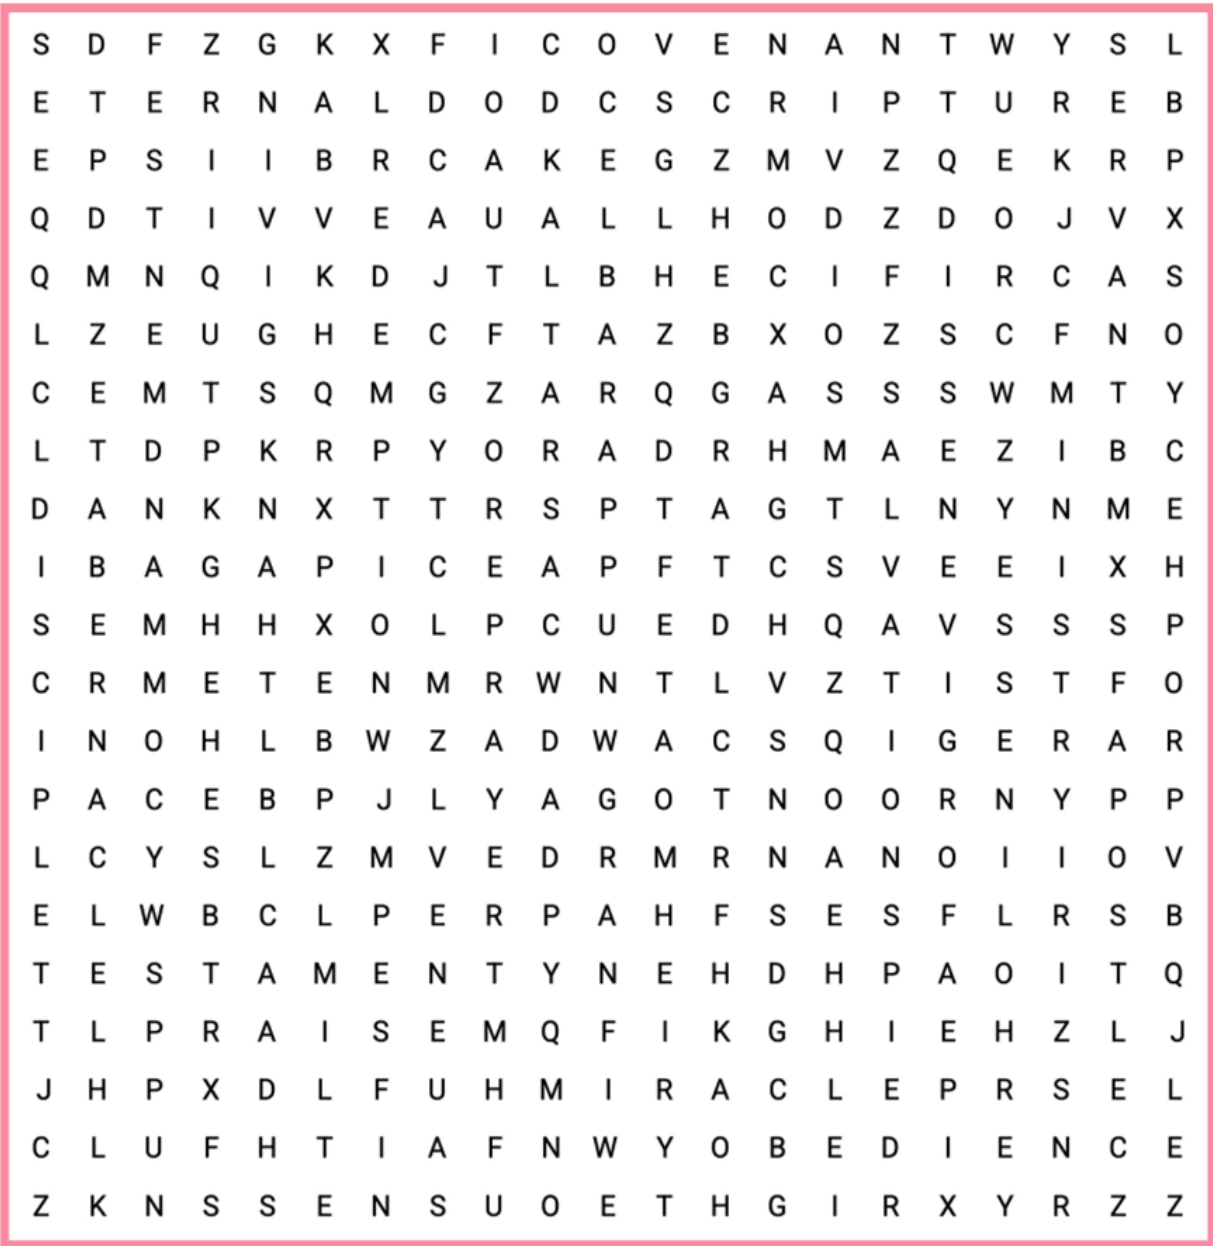 S D F Z G K X F I C O V E N A N T W Y S L
E T E R N A L D O D C S C R I P T U R E B
E P S I I B R C A K E G Z M V Z Q E K R P
Q D T I V V E A U A L L H O D Z D O J V X
Q M N Q I K D J T L B H E C I F I R C A S
L Z E U G H E C F T A Z B X O Z S C F N O
C E M T S Q M G Z A R Q G A S S S W M T Y
L T D P K R P Y O R A D R H M A E Z I B C
D A N K N X T T R S P T A G T L N Y N M E
I B A G A P I C E A P F T C S V E E I X H
S E M H H X O L P C U E D H Q A V S S S P
C R M E T E N M R W N T L V Z T I S T F O
I N O H L B W Z A D W A C S Q I G E R A R
P A C E B P J L Y A G O T N O O R N Y P P
L C Y S L Z M V E D R M R N A N O I I O V
E L W B C L P E R P A H F S E S F L R S B
T E S T A M E N T Y N E H D H P A O I T Q
T L P R A I S E M Q F I K G H I E H Z L J
J H P X D L F U H M I R A C L E P R S E L
C L U F H T I A F N W Y O B E D I E N C E
Z K N S S E N S U O E T H G I R X Y R Z Z